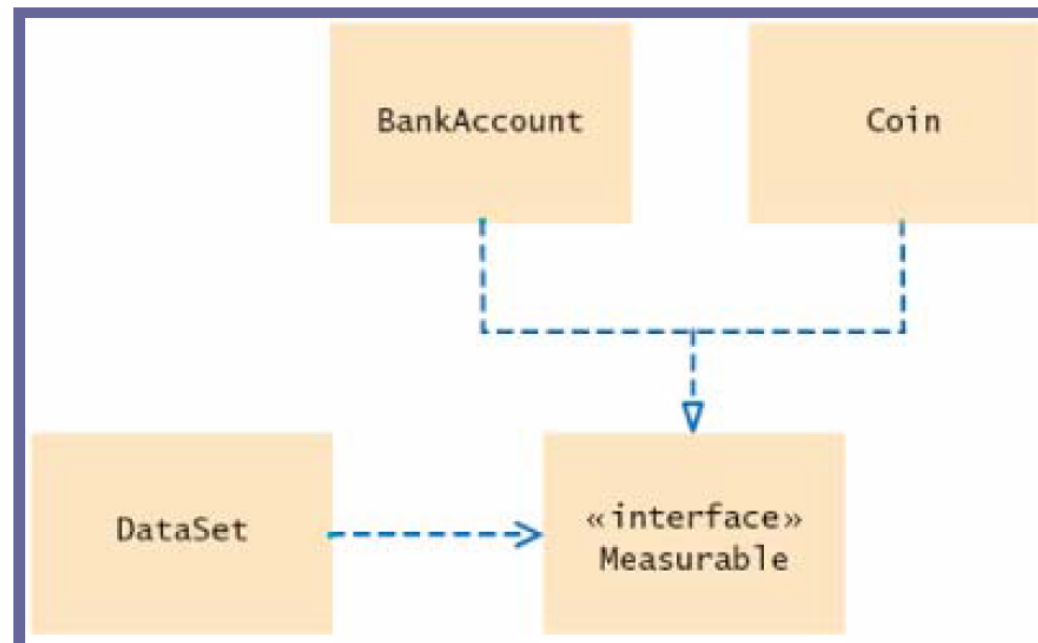 BankAccount
Coin
DataSet
«interface»
Measurable